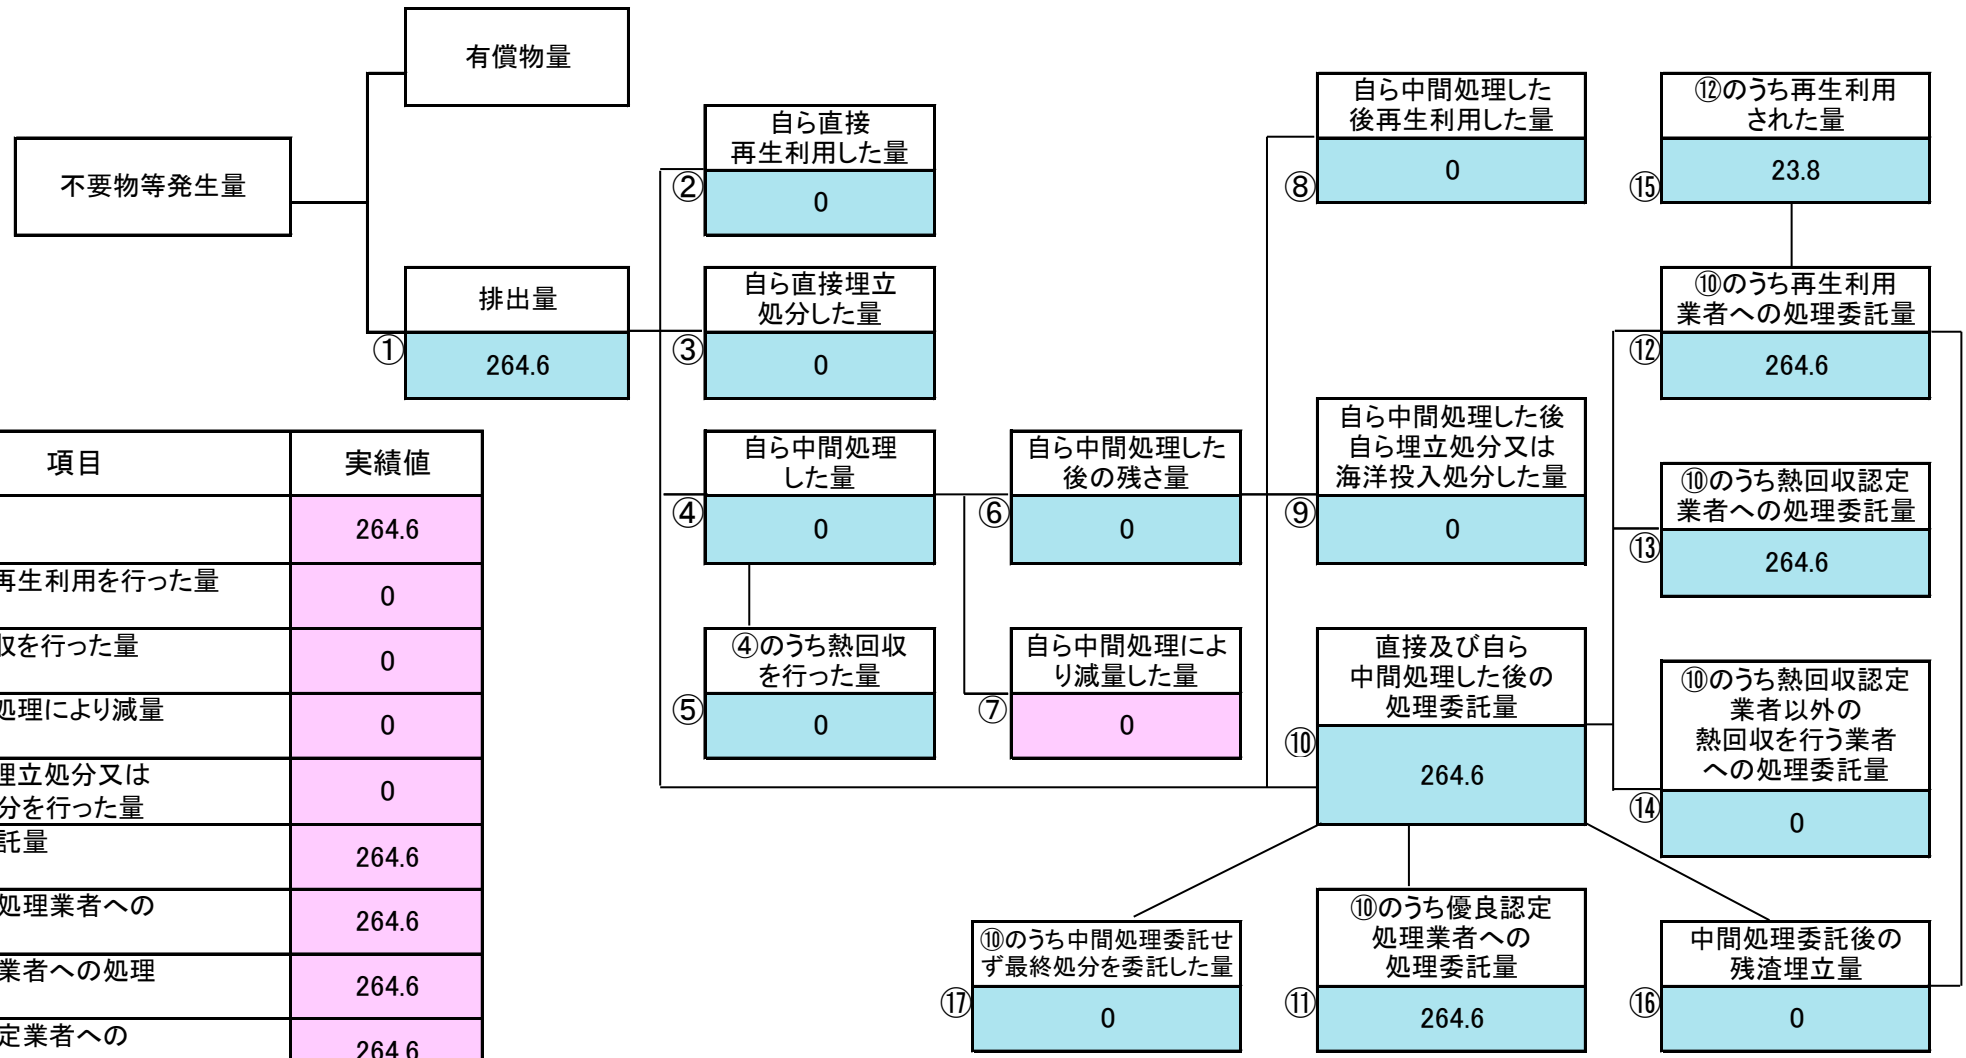 有償物量
不要物等発生量
排出量
①
264.6
自ら直接
再生利用した量
②
0
自ら直接埋立
処分した量
③
0
自ら中間処理
した量
④
0
④のうち熱回収
を行った量
⑤
0
自ら中間処理した
後の残さ量
⑥
0
自ら中間処理によ
り減量した量
⑦
0
自ら中間処理した
後再生利用した量
⑧
0
自ら中間処理した後
自ら埋立処分又は
海洋投入処分した量
⑨
0
直接及び自ら
中間処理した後の
処理委託量
⑩
264.6
⑫のうち再生利用
された量
⑮
23.8
⑩のうち再生利用
業者への処理委託量
⑫
264.6
⑩のうち熱回収認定
業者への処理委託量
⑬
264.6
⑩のうち熱回収認定
業者以外の
熱回収を行う業者
への処理委託量
⑭
0
⑩のうち中間処理委託せ
ず最終処分を委託した量
⑰
0
⑩のうち優良認定
処理業者への
処理委託量
⑪
264.6
中間処理委託後の
残渣埋立量
⑯
0
項目 実績値
264.6
再生利用を行った量
0
収を行った量
0
処理により減量
0
埋立処分又は
分を行った量
0
託量
264.6
処理業者への
264.6
業者への処理
264.6
定業者への
264.6